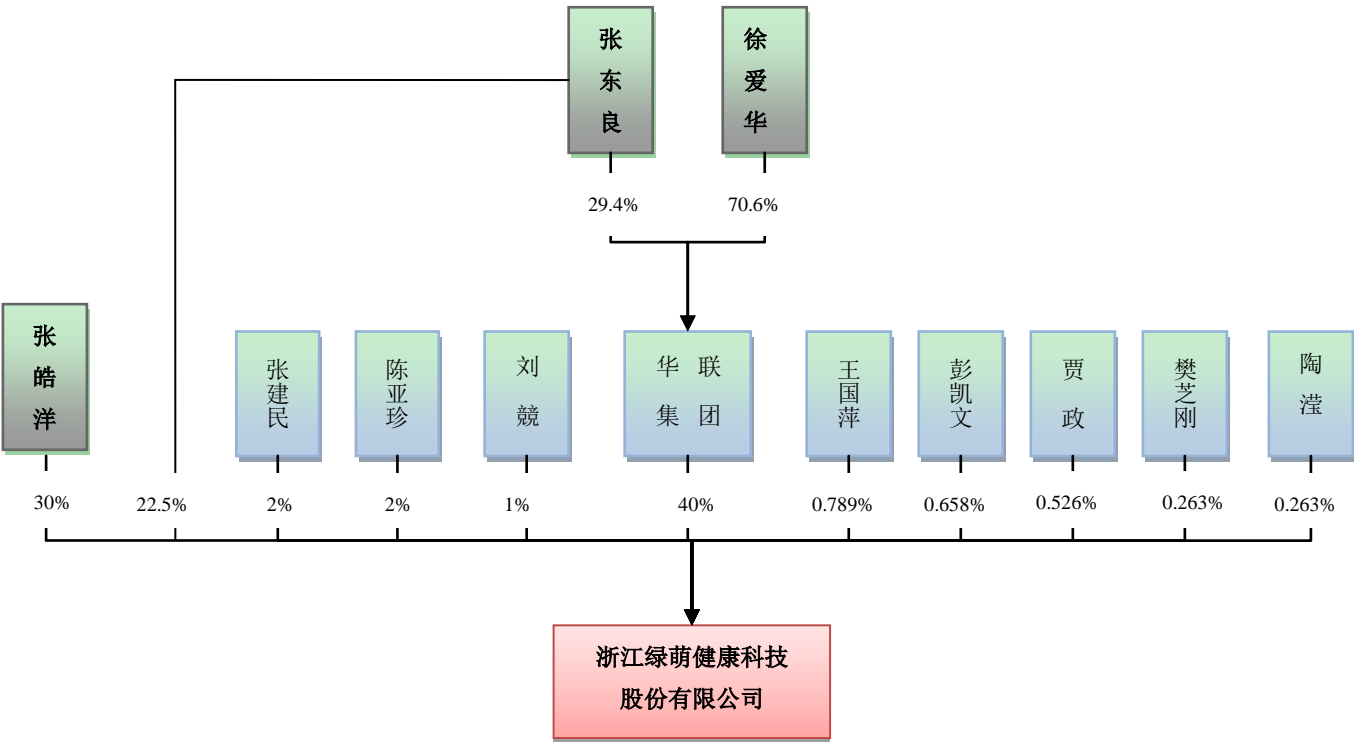 张东良
徐爱华
29.4%
70.6%
张皓洋
张建民
陈亚珍
刘競
华 联
集 团
王国萍
彭凯文
贾政
樊芝刚
陶滢
30%
22.5%
2%
2%
1%
40%
0.789%
0.658%
0.526%
0.263%
0.263%
浙江绿萌健康科技
股份有限公司